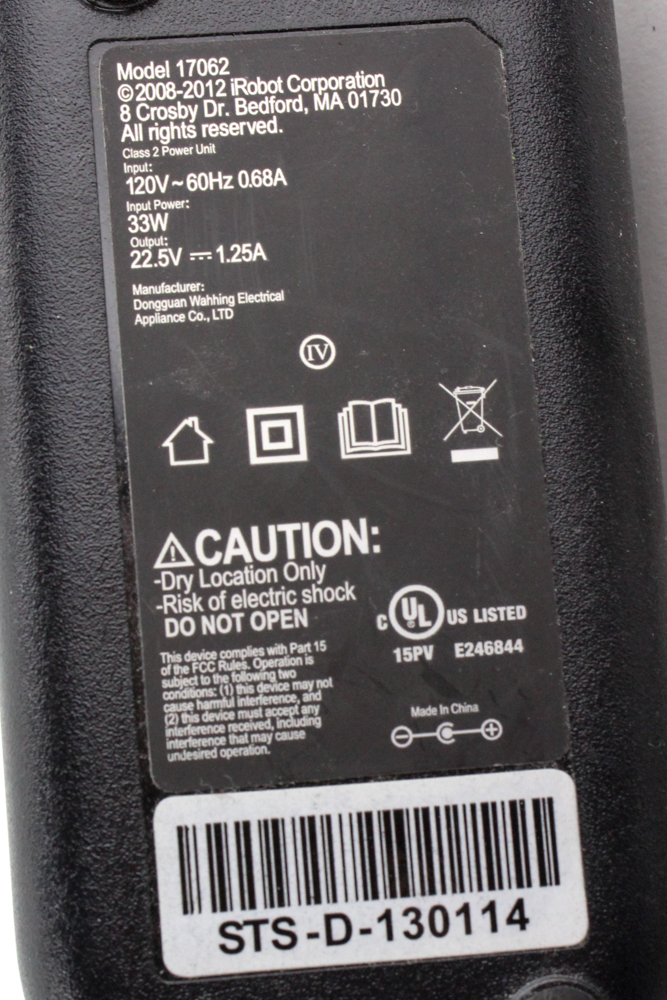 Model 17062
©2008-2012 iRobot Corporation
8 Crosby Dr. Bedford, MA 01730
All rights reserved.
Class 2 Power Unit
Input:
120V ~ 60Hz 0.68A
Input Power:
33W
Output:
22.5V ⎓ 1.25A
Manufacturer:
Dongguan Wahhing Electrical
Appliance Co., LTD
IV
⚠CAUTION:
-Dry Location Only
-Risk of electric shock
DO NOT OPEN
c UL ® US LISTED
15PV E246844
This device complies with Part 15
of the FCC Rules. Operation is
subject to the following two
conditions: (1) this device may not
cause harmful interference, and
(2) this device must accept any
interference received, including
interference that may cause
undesired operation.
Made In China
STS-D-130114